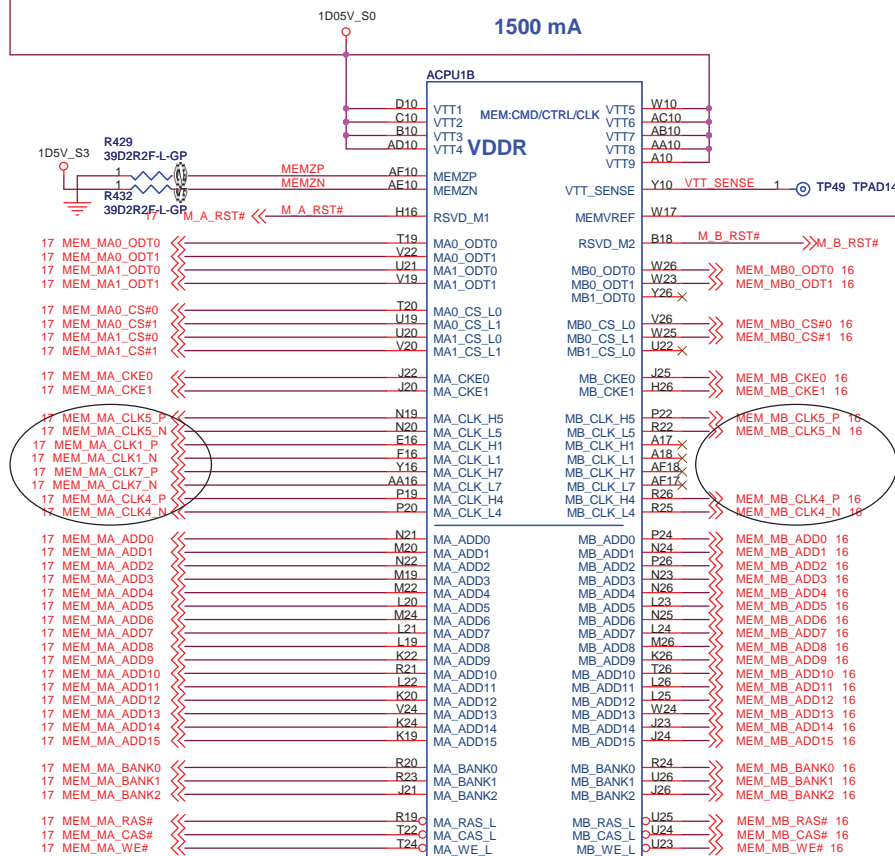 1D05V_S0
1500 mA
ACPU1B
D10 VTT1 MEM:CMD/CTRL/CLK VTT5 W10
C10 VTT2 VTT6 AC10
B10 VTT3 VTT7 AB10
AD10 VTT4 VDDR VTT8 AA10
VTT9 A10
R429
39D2R2F-L-GP
1D5V_S3
1 MEMZP AF10 MEMZP
1 MEMZN AE10 MEMZN VTT_SENSE Y10 VTT_SENSE 1 TP49 TPAD14
R432
39D2R2F-L-GP
17 M_A_RST# M_A_RST# H16 RSVD_M1 MEMVREF W17
17 MEM_MA0_ODT0 T19 MA0_ODT0 RSVD_M2 B18 M_B_RST# M_B_RST#
17 MEM_MA0_ODT1 V22 MA0_ODT1
17 MEM_MA1_ODT0 U21 MA1_ODT0 MB0_ODT0 W26 MEM_MB0_ODT0 16
17 MEM_MA1_ODT1 V19 MA1_ODT1 MB0_ODT1 W23 MEM_MB0_ODT1 16
MB1_ODT0 Y26
17 MEM_MA0_CS#0 T20 MA0_CS_L0
17 MEM_MA0_CS#1 U19 MA0_CS_L1 MB0_CS_L0 V26 MEM_MB0_CS#0 16
17 MEM_MA1_CS#0 U20 MA1_CS_L0 MB0_CS_L1 W25 MEM_MB0_CS#1 16
17 MEM_MA1_CS#1 V20 MA1_CS_L1 MB1_CS_L0 U22
17 MEM_MA_CKE0 J22 MA_CKE0 MB_CKE0 J25 MEM_MB_CKE0 16
17 MEM_MA_CKE1 J20 MA_CKE1 MB_CKE1 H26 MEM_MB_CKE1 16
17 MEM_MA_CLK5_P N19 MA_CLK_H5 MB_CLK_H5 P22 MEM_MB_CLK5_P 16
17 MEM_MA_CLK5_N N20 MA_CLK_L5 MB_CLK_L5 R22 MEM_MB_CLK5_N 16
17 MEM_MA_CLK1_P E16 MA_CLK_H1 MB_CLK_H1 A17
17 MEM_MA_CLK1_N F16 MA_CLK_L1 MB_CLK_L1 A18
17 MEM_MA_CLK7_P Y16 MA_CLK_H7 MB_CLK_H7 AF18
17 MEM_MA_CLK7_N AA16 MA_CLK_L7 MB_CLK_L7 AF17
17 MEM_MA_CLK4_P P19 MA_CLK_H4 MB_CLK_H4 R26 MEM_MB_CLK4_P 16
17 MEM_MA_CLK4_N P20 MA_CLK_L4 MB_CLK_L4 R25 MEM_MB_CLK4_N 16
17 MEM_MA_ADD0 N21 MA_ADD0 MB_ADD0 P24 MEM_MB_ADD0 16
17 MEM_MA_ADD1 M20 MA_ADD1 MB_ADD1 N24 MEM_MB_ADD1 16
17 MEM_MA_ADD2 N22 MA_ADD2 MB_ADD2 P26 MEM_MB_ADD2 16
17 MEM_MA_ADD3 M19 MA_ADD3 MB_ADD3 N23 MEM_MB_ADD3 16
17 MEM_MA_ADD4 M22 MA_ADD4 MB_ADD4 N26 MEM_MB_ADD4 16
17 MEM_MA_ADD5 L20 MA_ADD5 MB_ADD5 L23 MEM_MB_ADD5 16
17 MEM_MA_ADD6 M24 MA_ADD6 MB_ADD6 N25 MEM_MB_ADD6 16
17 MEM_MA_ADD7 L21 MA_ADD7 MB_ADD7 L24 MEM_MB_ADD7 16
17 MEM_MA_ADD8 L19 MA_ADD8 MB_ADD8 M26 MEM_MB_ADD8 16
17 MEM_MA_ADD9 K22 MA_ADD9 MB_ADD9 K26 MEM_MB_ADD9 16
17 MEM_MA_ADD10 R21 MA_ADD10 MB_ADD10 T26 MEM_MB_ADD10 16
17 MEM_MA_ADD11 L22 MA_ADD11 MB_ADD11 L26 MEM_MB_ADD11 16
17 MEM_MA_ADD12 K20 MA_ADD12 MB_ADD12 L25 MEM_MB_ADD12 16
17 MEM_MA_ADD13 V24 MA_ADD13 MB_ADD13 W24 MEM_MB_ADD13 16
17 MEM_MA_ADD14 K24 MA_ADD14 MB_ADD14 J23 MEM_MB_ADD14 16
17 MEM_MA_ADD15 K19 MA_ADD15 MB_ADD15 J24 MEM_MB_ADD15 16
17 MEM_MA_BANK0 R20 MA_BANK0 MB_BANK0 R24 MEM_MB_BANK0 16
17 MEM_MA_BANK1 R23 MA_BANK1 MB_BANK1 U26 MEM_MB_BANK1 16
17 MEM_MA_BANK2 J21 MA_BANK2 MB_BANK2 J26 MEM_MB_BANK2 16
17 MEM_MA_RAS# R19 MA_RAS_L MB_RAS_L U25 MEM_MB_RAS# 16
17 MEM_MA_CAS# T22 MA_CAS_L MB_CAS_L U24 MEM_MB_CAS# 16
17 MEM_MA_WE# T24 MA_WE_L MB_WE_L U23 MEM_MB_WE# 16